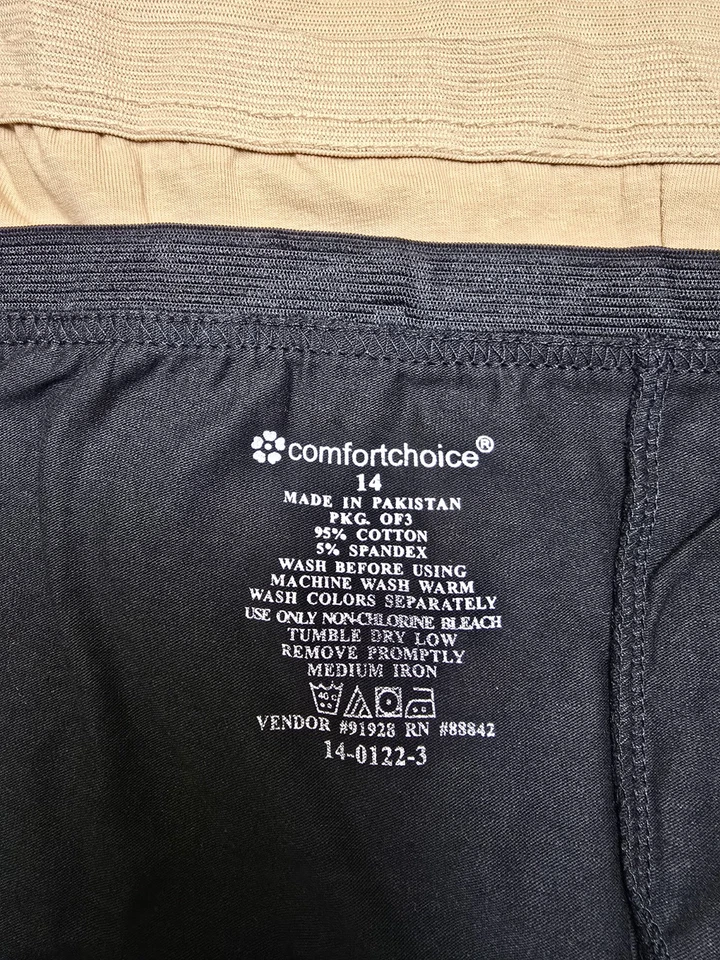 comfortchoice®
14
MADE IN PAKISTAN
PKG. OF3
95% COTTON
5% SPANDEX
WASH BEFORE USING
MACHINE WASH WARM
WASH COLORS SEPARATELY
USE ONLY NON-CHLORINE BLEACH
TUMBLE DRY LOW
REMOVE PROMPTLY
MEDIUM IRON
40 C
VENDOR #91928 RN #88842
14-0122-3